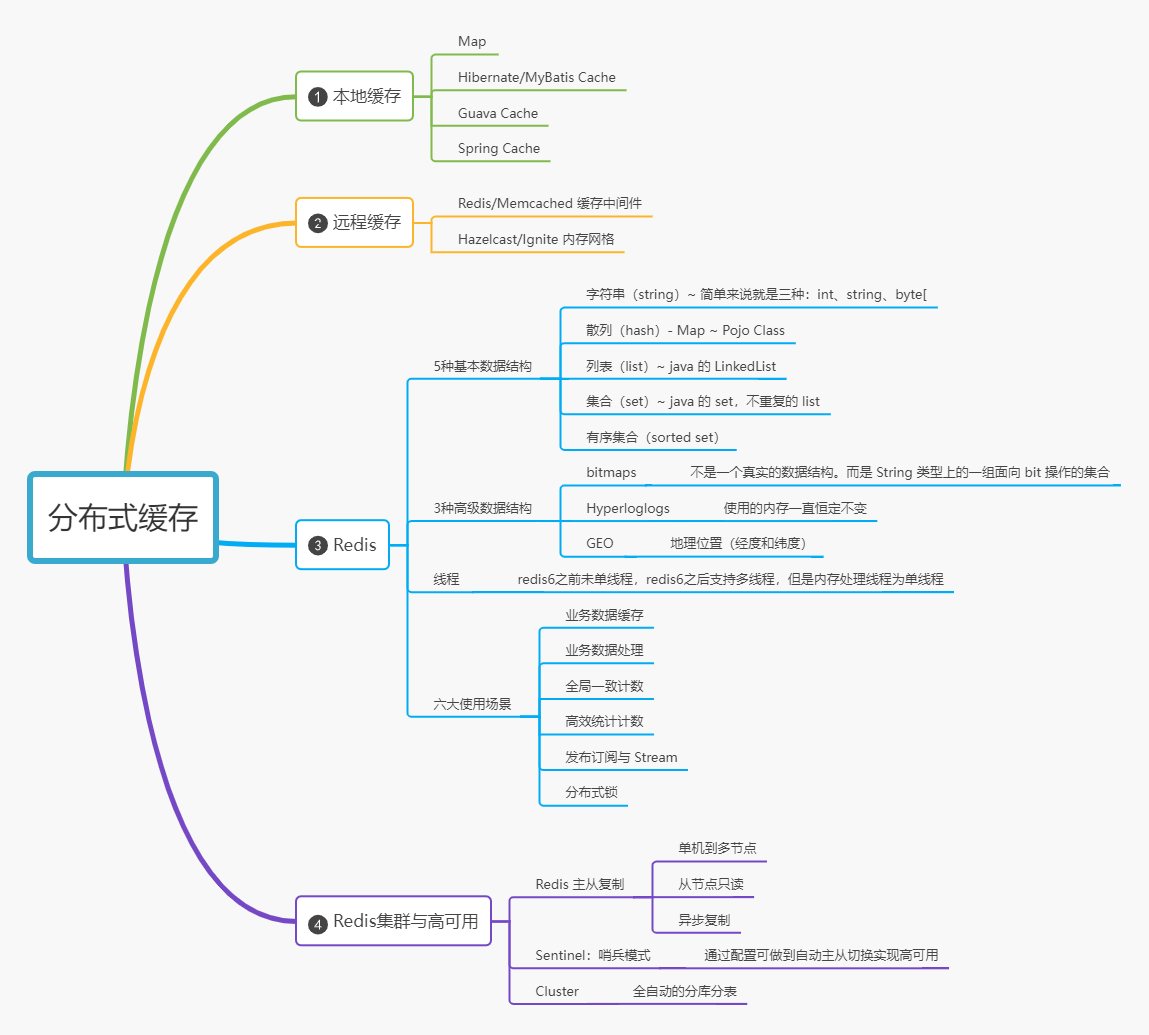 Map
Hibernate/MyBatis Cache
1 本地缓存
Guava Cache
Spring Cache
Redis/Memcached 缓存中间件
2 远程缓存
Hazelcast/Ignite 内存网格
字符串（string）~ 简单来说就是三种：int、string、byte[
散列（hash）- Map ~ Pojo Class
5种基本数据结构
列表（list）~ java 的 LinkedList
集合（set）~ java 的 set，不重复的 list
有序集合（sorted set）
bitmaps 不是一个真实的数据结构。而是 String 类型上的一组面向 bit 操作的集合
3种高级数据结构
Hyperloglogs 使用的内存一直恒定不变
分布式缓存
3 Redis
GEO 地理位置（经度和纬度）
线程 redis6之前未单线程，redis6之后支持多线程，但是内存处理线程为单线程
业务数据缓存
业务数据处理
全局一致计数
六大使用场景
高效统计计数
发布订阅与 Stream
分布式锁
单机到多节点
Redis 主从复制
从节点只读
异步复制
4 Redis集群与高可用
Sentinel：哨兵模式 通过配置可做到自动主从切换实现高可用
Cluster 全自动的分库分表